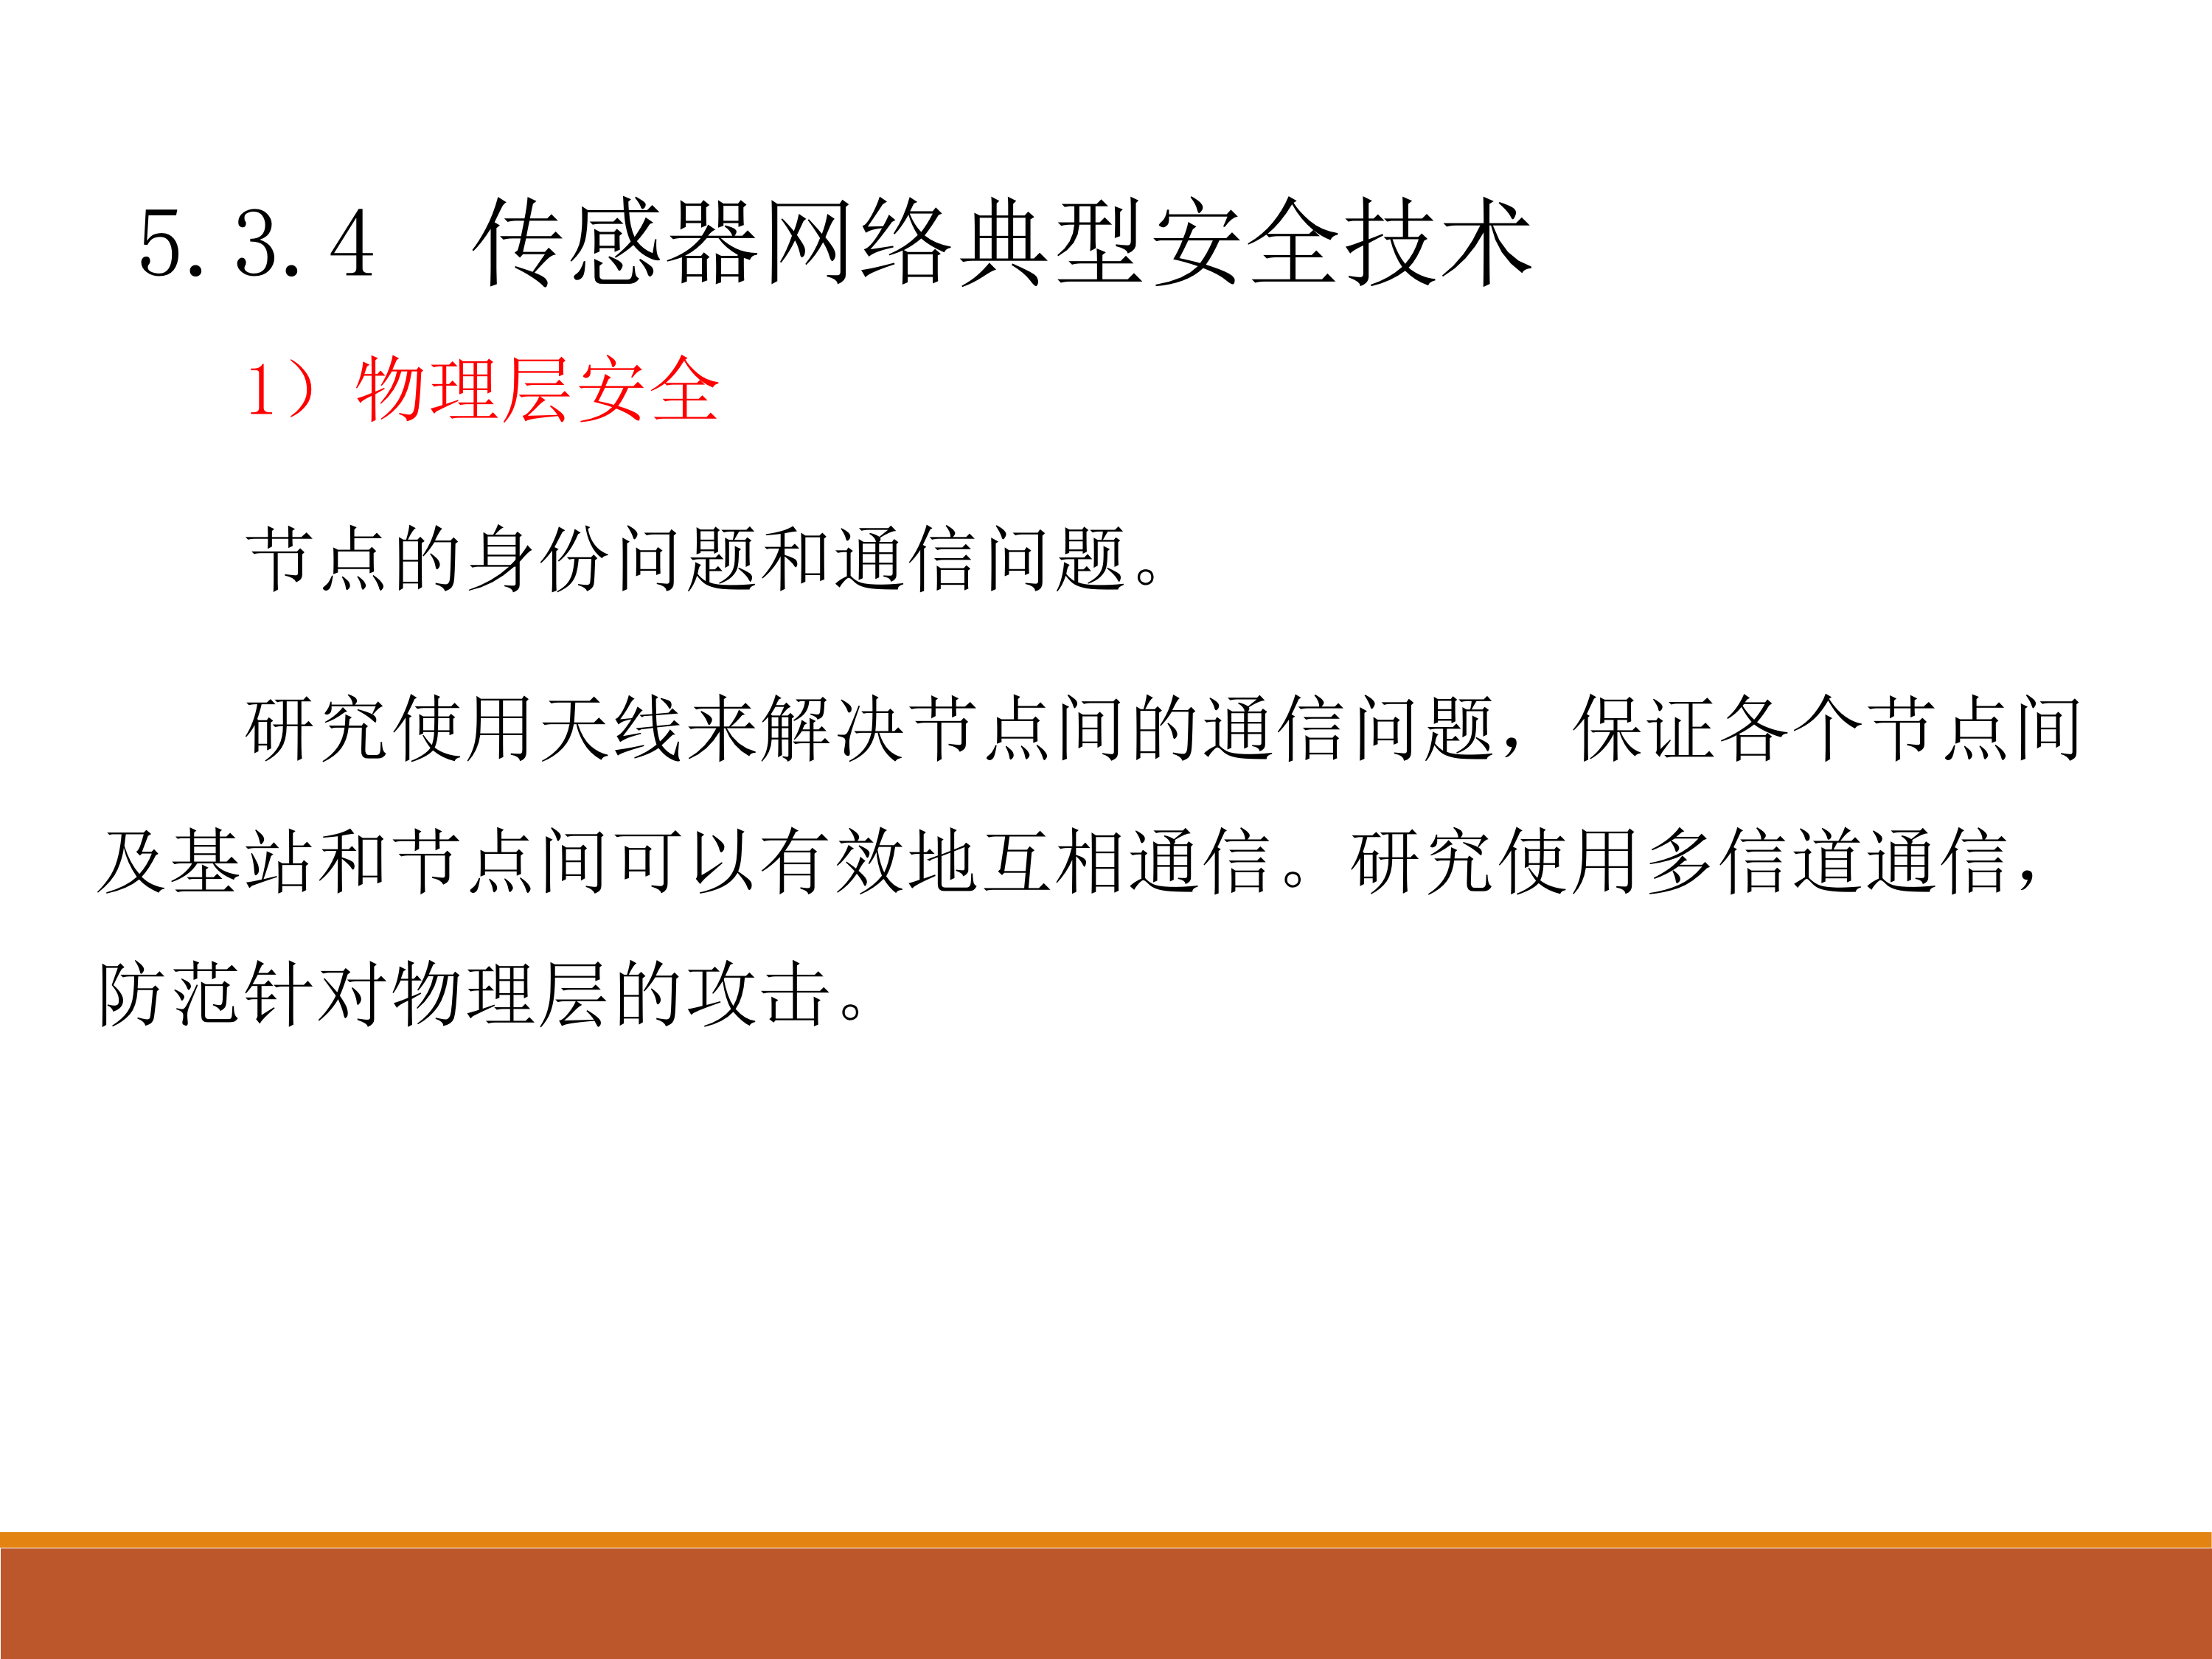 5.3.4 传感器网络典型安全技术
1）物理层安全
节点的身份问题和通信问题。
研究使用天线来解决节点间的通信问题，保证各个节点间
及基站和节点间可以有效地互相通信。研究使用多信道通信，
防范针对物理层的攻击。